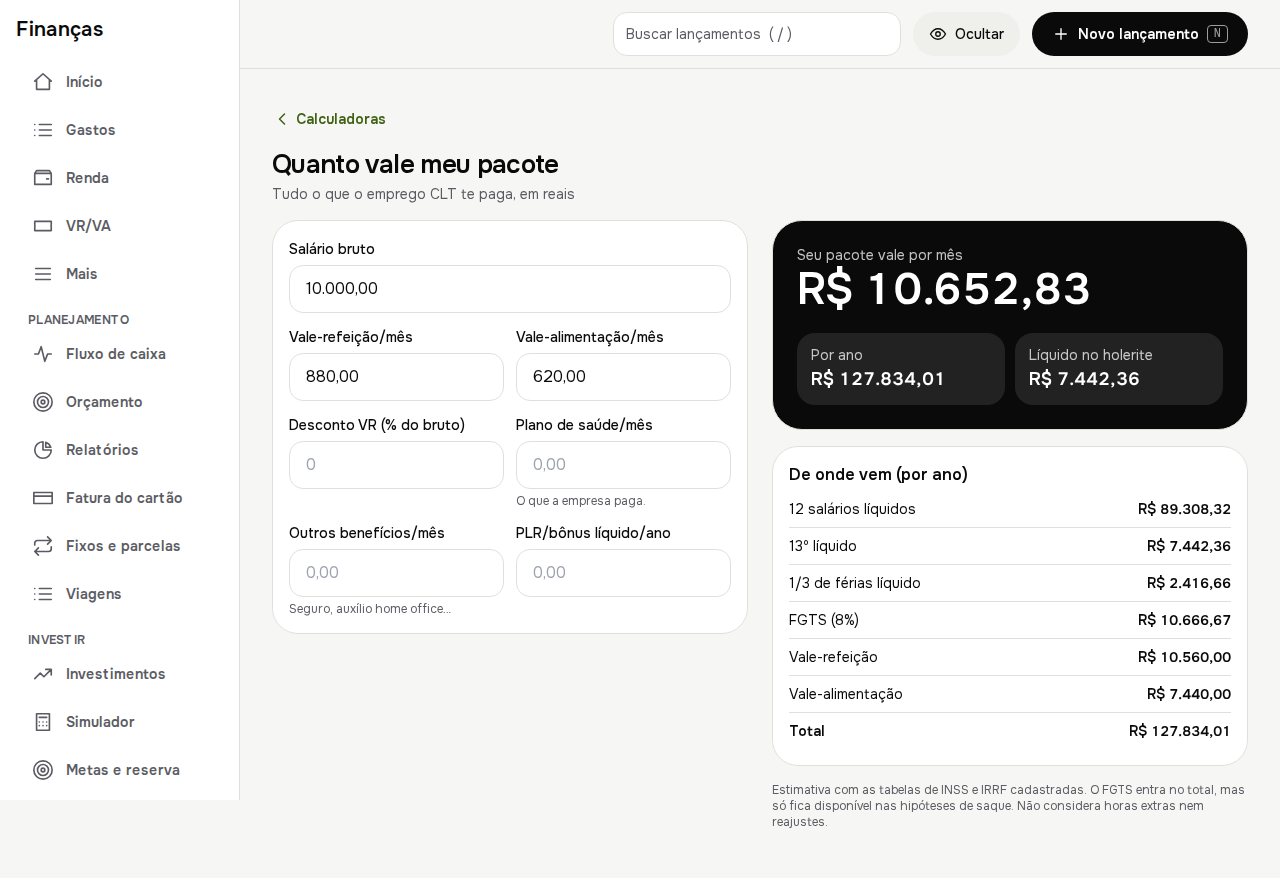 Finanças
Buscar lançamentos ( / )
Ocultar
Novo lançamento N
Início
Gastos
Renda
VR/VA
Mais
PLANEJAMENTO
Fluxo de caixa
Orçamento
Relatórios
Fatura do cartão
Fixos e parcelas
Viagens
INVESTIR
Investimentos
Simulador
Metas e reserva
Calculadoras
Quanto vale meu pacote
Tudo o que o emprego CLT te paga, em reais
Salário bruto
10.000,00
Vale-refeição/mês
880,00
Vale-alimentação/mês
620,00
Desconto VR (% do bruto)
0
Plano de saúde/mês
0,00
O que a empresa paga.
Outros benefícios/mês
0,00
Seguro, auxílio home office…
PLR/bônus líquido/ano
0,00
Seu pacote vale por mês
R$ 10.652,83
Por ano
R$ 127.834,01
Líquido no holerite
R$ 7.442,36
De onde vem (por ano)
12 salários líquidos R$ 89.308,32
13º líquido R$ 7.442,36
1/3 de férias líquido R$ 2.416,66
FGTS (8%) R$ 10.666,67
Vale-refeição R$ 10.560,00
Vale-alimentação R$ 7.440,00
Total R$ 127.834,01
Estimativa com as tabelas de INSS e IRRF cadastradas. O FGTS entra no total, mas
só fica disponível nas hipóteses de saque. Não considera horas extras nem
reajustes.